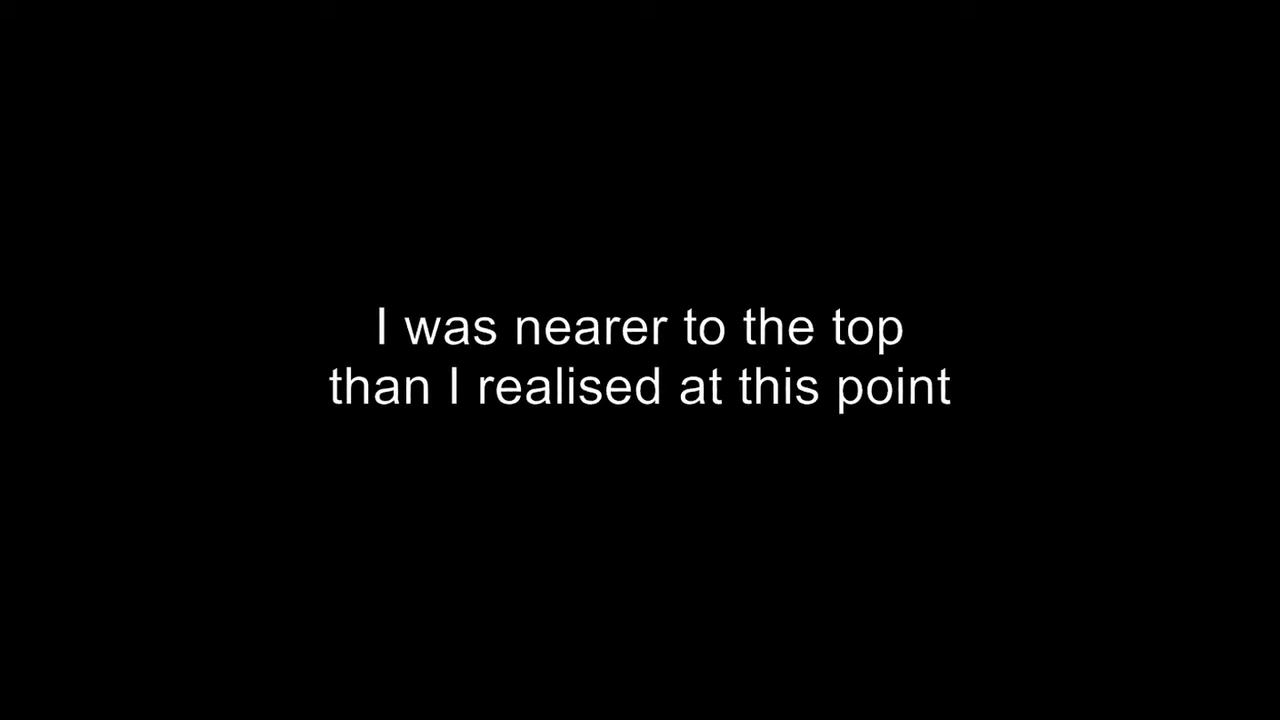 I was nearer to the top
than I realised at this point